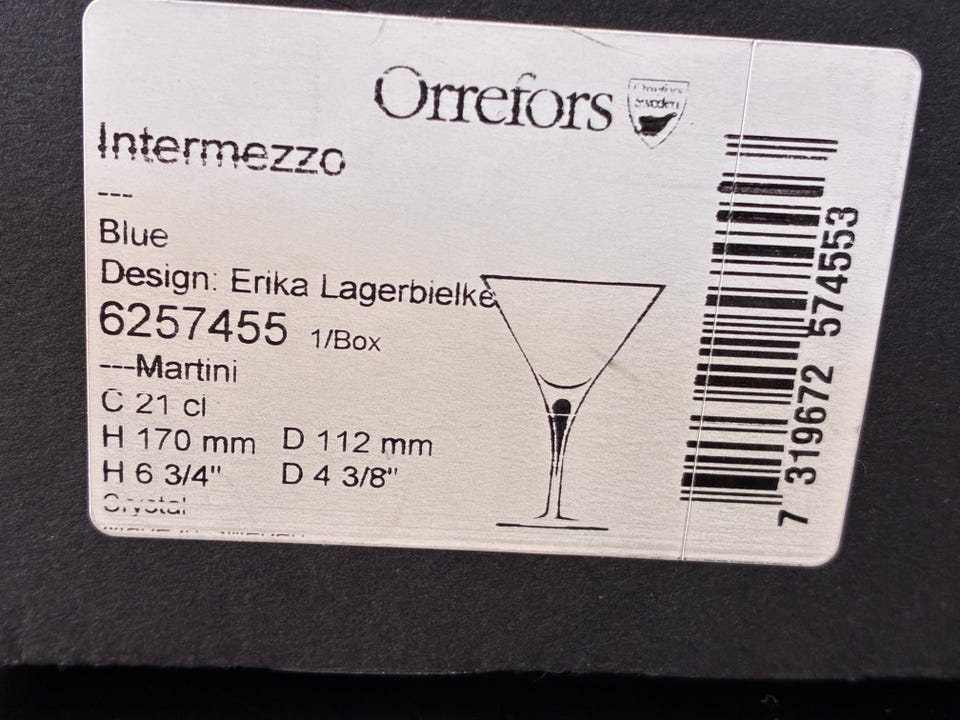 Orrefors
Orrefors
Sweden
Intermezzo
---
Blue
Design: Erika Lagerbielke
6257455 1/Box
---Martini
C 21 cl
H 170 mm D 112 mm
H 6 3/4" D 4 3/8"
Crystal
7 319672 574553